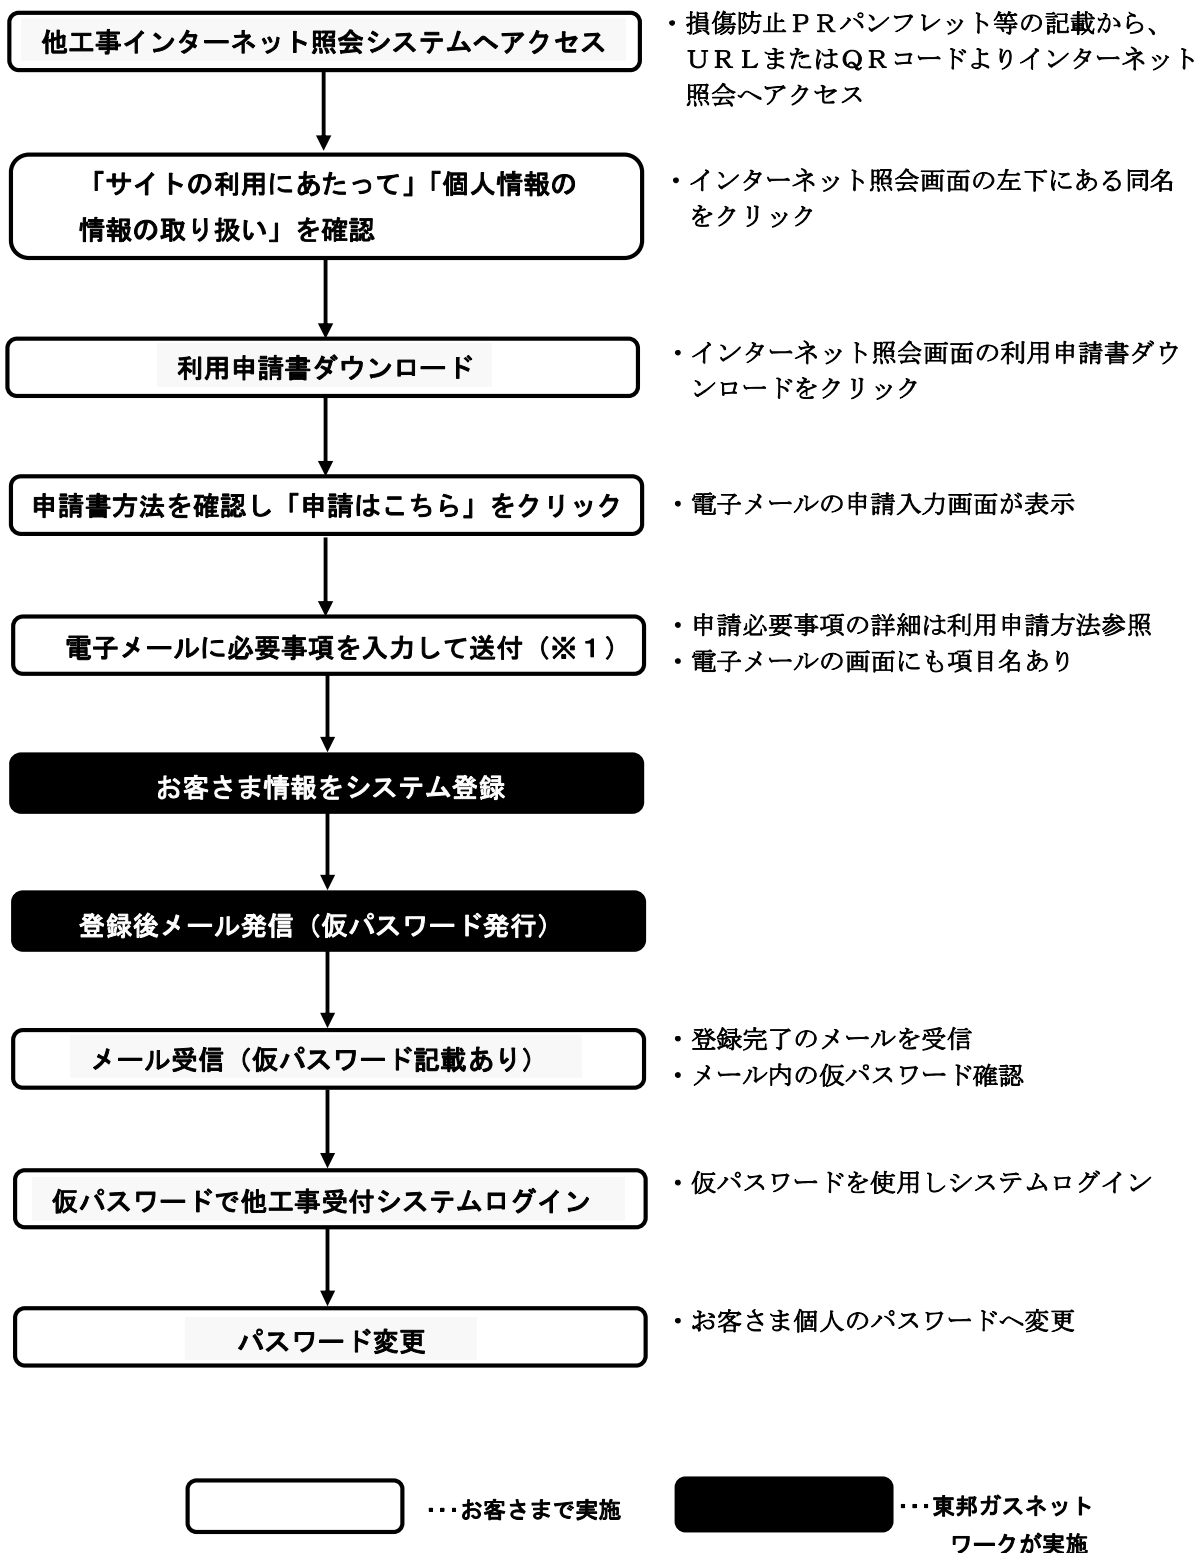 他工事インターネット照会システムへアクセス
・損傷防止ＰＲパンフレット等の記載から、
ＵＲＬまたはＱＲコードよりインターネット
照会へアクセス
「サイトの利用にあたって」「個人情報の
情報の取り扱い」を確認
・インターネット照会画面の左下にある同名
をクリック
利用申請書ダウンロード
・インターネット照会画面の利用申請書ダウ
ンロードをクリック
申請書方法を確認し「申請はこちら」をクリック
・電子メールの申請入力画面が表示
電子メールに必要事項を入力して送付（※１）
・申請必要事項の詳細は利用申請方法参照
・電子メールの画面にも項目名あり
お客さま情報をシステム登録
登録後メール発信（仮パスワード発行）
メール受信（仮パスワード記載あり）
・登録完了のメールを受信
・メール内の仮パスワード確認
仮パスワードで他工事受付システムログイン
・仮パスワードを使用しシステムログイン
パスワード変更
・お客さま個人のパスワードへ変更
･･･お客さまで実施
･･･東邦ガスネット
ワークが実施